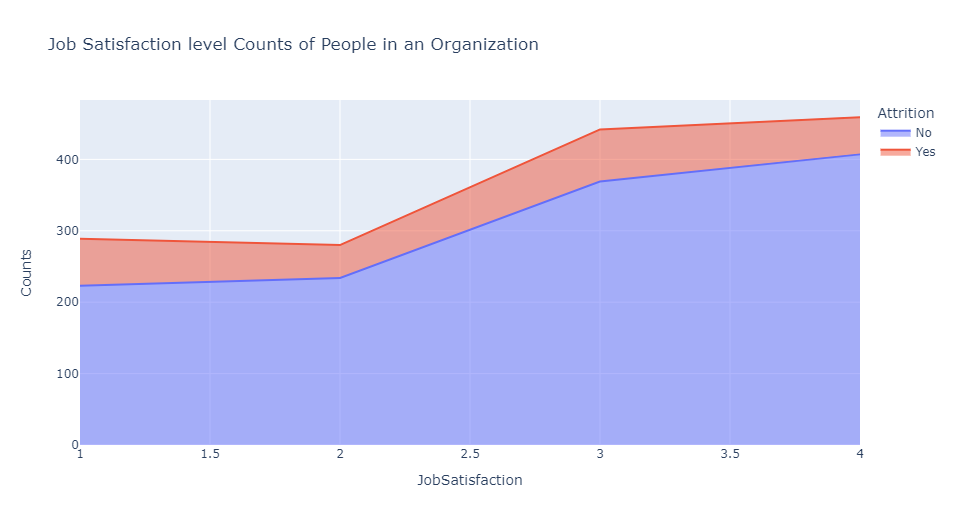 Job Satisfaction level Counts of People in an Organization
Attrition
No
Yes
Counts
400
300
200
100
0
1
1.5
2
2.5
3
3.5
4
JobSatisfaction